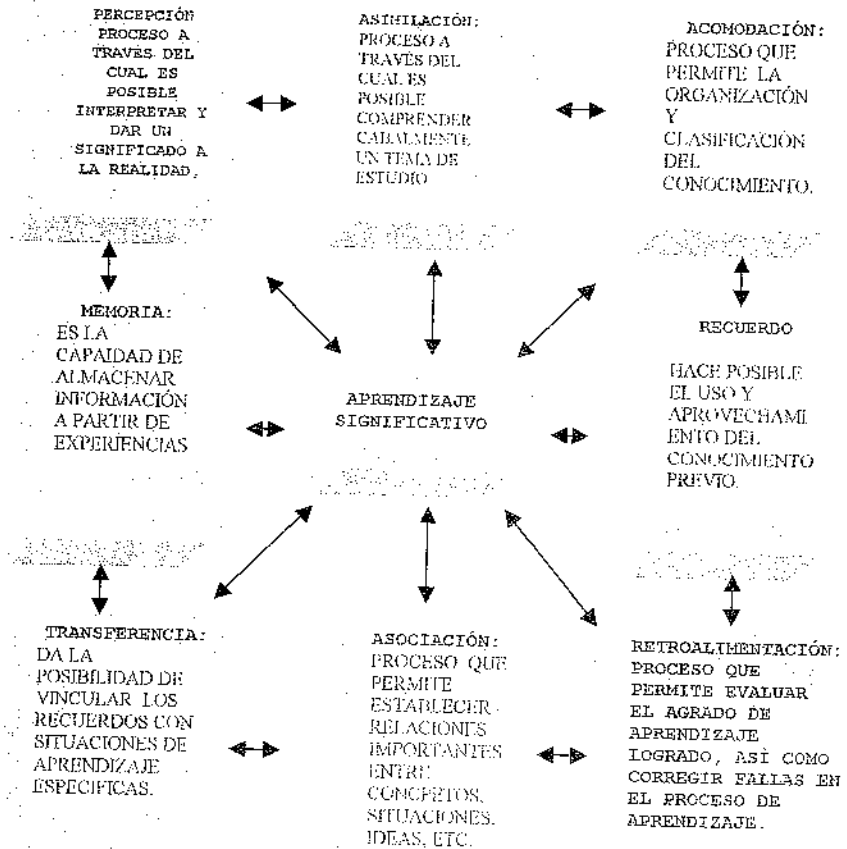 PERCEPCIÓN
PROCESO A
TRAVÉS DEL
CUAL ES
POSIBLE
INTERPRETAR Y
DAR UN
SIGNIFICADO A
LA REALIDAD.
ASIMILACIÓN:
PROCESO A
TRAVÉS DEL
CUAL ES
POSIBLE
COMPRENDER
CABALMENTE
UN TEMA DE
ESTUDIO
ACOMODACIÓN:
PROCESO QUE
PERMITE LA
ORGANIZACIÓN
Y
CLASIFICACIÓN
DEL
CONOCIMIENTO.
MEMORIA:
ES LA
CAPAIDAD DE
ALMACENAR
INFORMACIÓN
A PARTIR DE
EXPERIENCIAS
APRENDIZAJE
SIGNIFICATIVO
RECUERDO
HACE POSIBLE
EL USO Y
APROVECHAMI
ENTO DEL
CONOCIMIENTO
PREVIO.
TRANSFERENCIA:
DA LA
POSIBILIDAD DE
VINCULAR LOS
RECUERDOS CON
SITUACIONES DE
APRENDIZAJE
ESPECIFICAS.
ASOCIACIÓN:
PROCESO QUE
PERMITE
ESTABLECER
RELACIONES
IMPORTANTES
ENTRE
CONCEPTOS,
SITUACIONES,
IDEAS, ETC.
RETROALIMENTACIÓN:
PROCESO QUE
PERMITE EVALUAR
EL AGRADO DE
APRENDIZAJE
LOGRADO, ASÍ COMO
CORREGIR FALLAS EN
EL PROCESO DE
APRENDIZAJE.